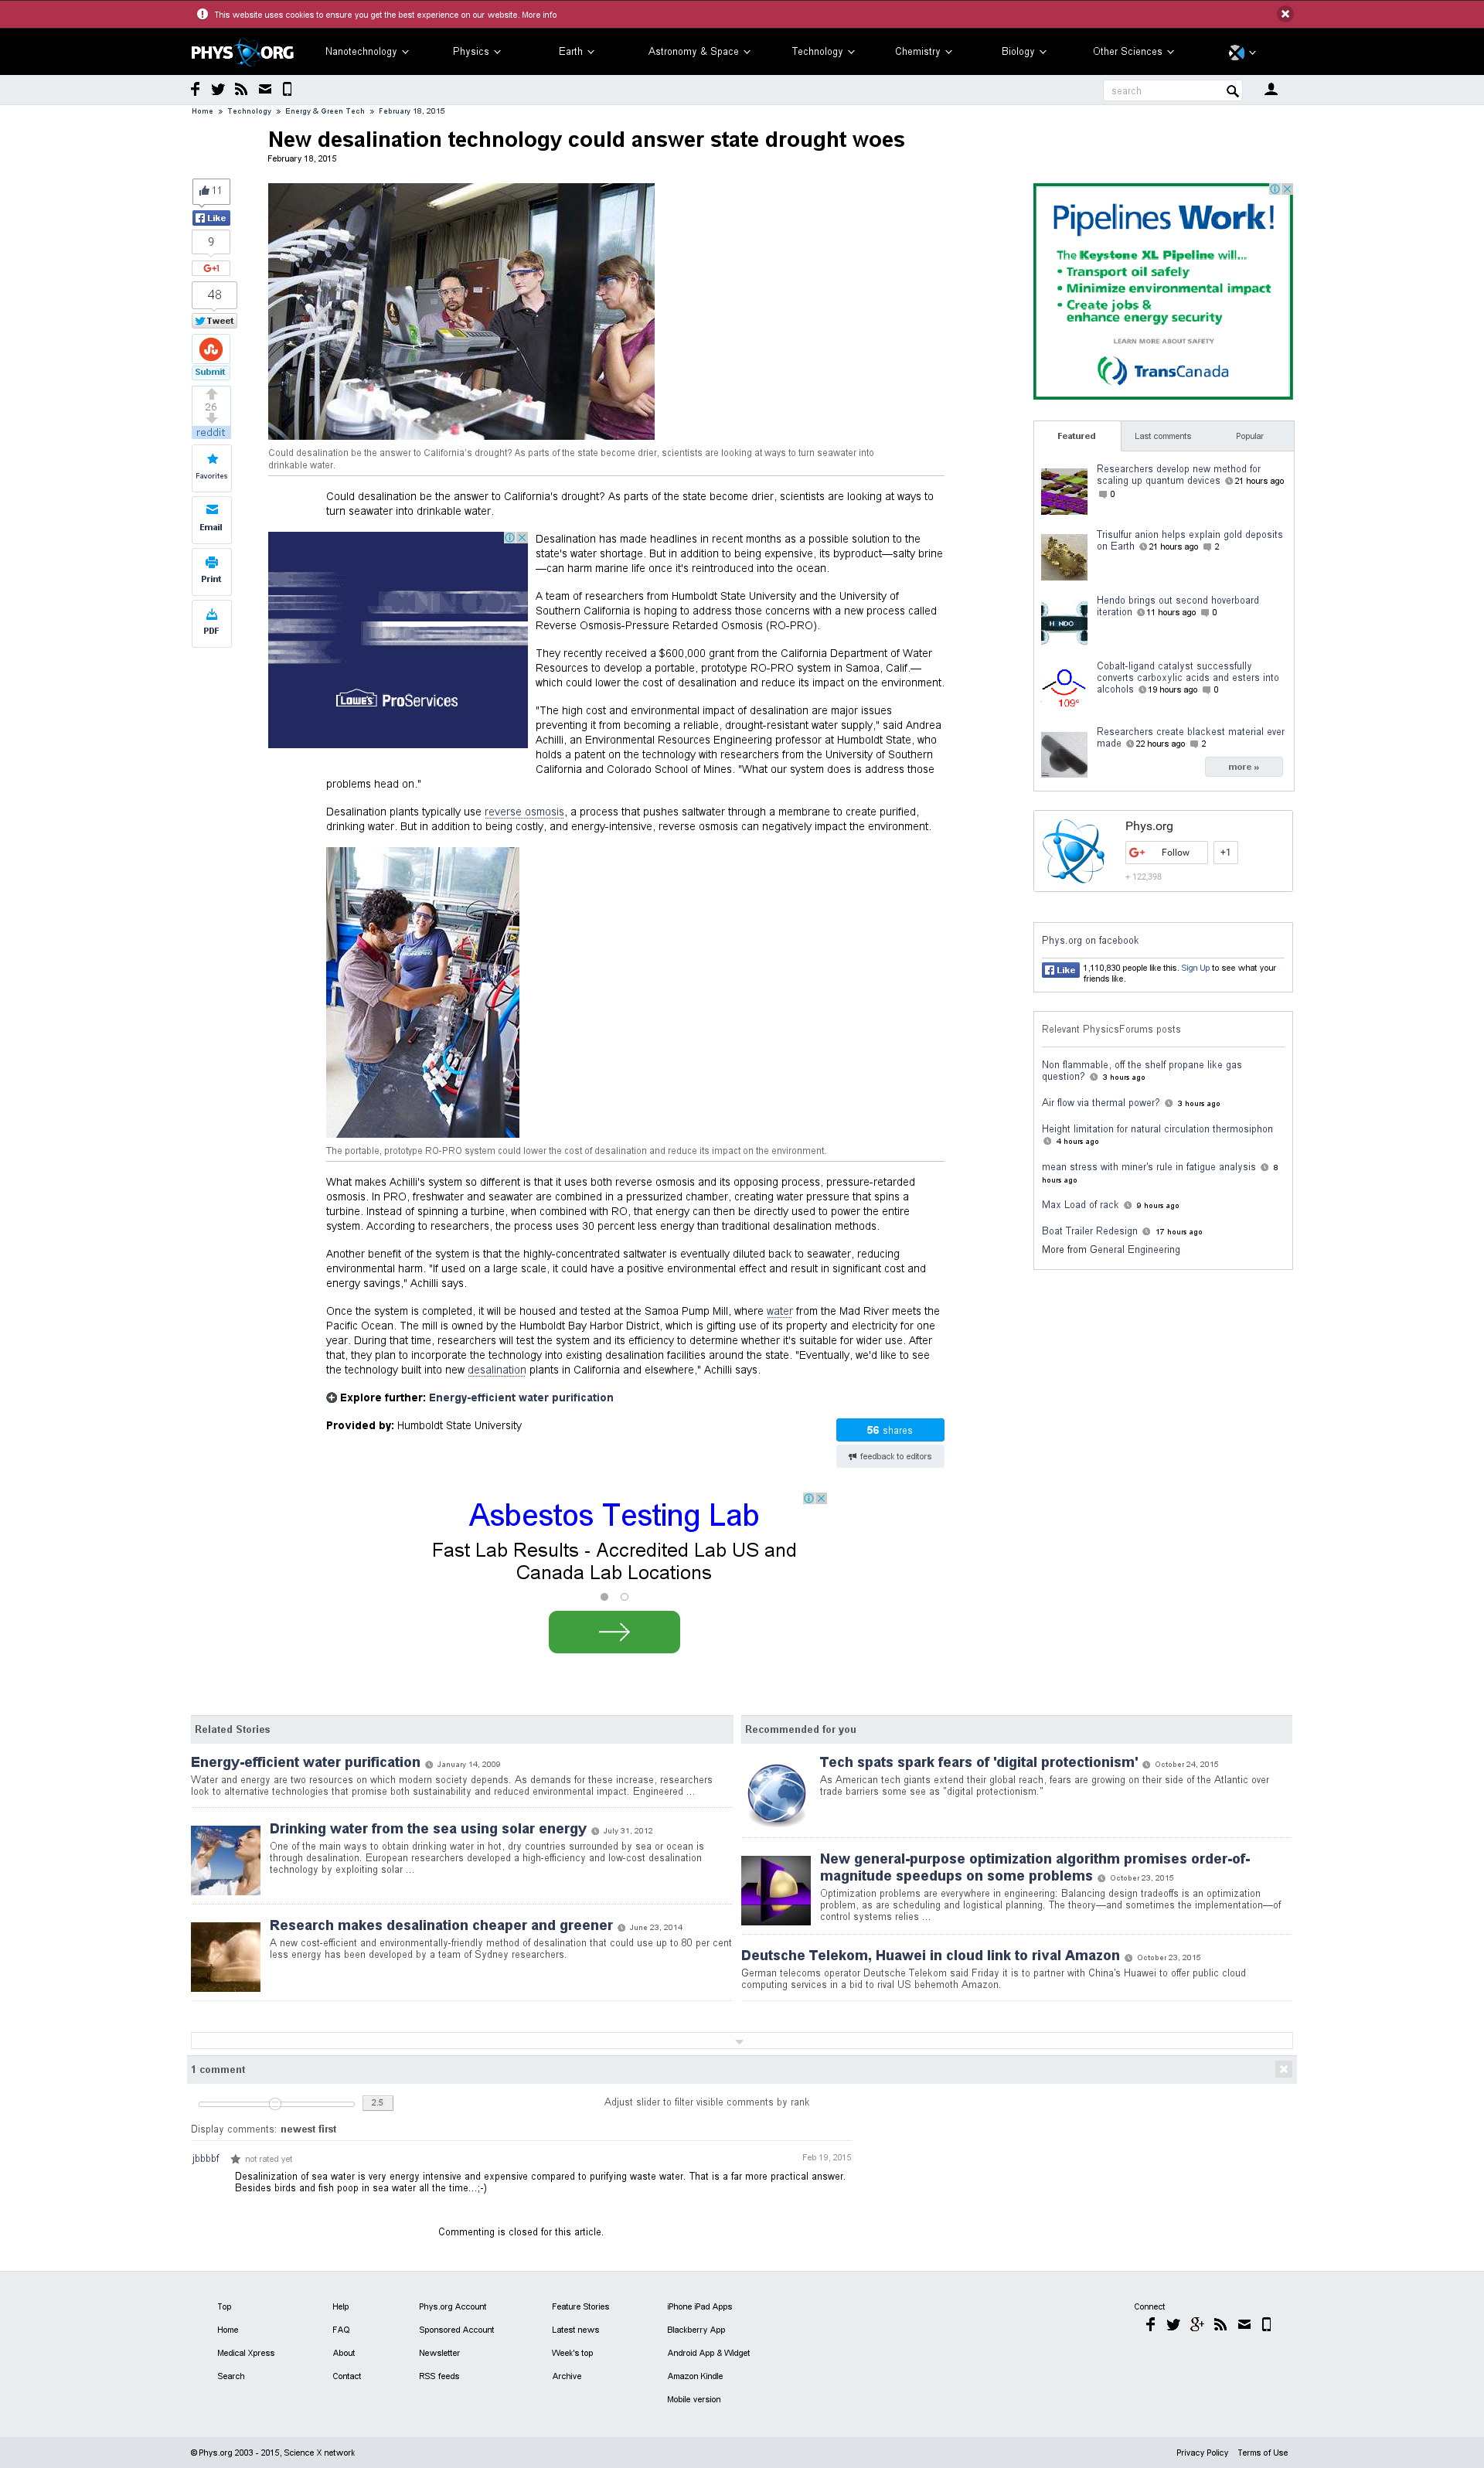 This website uses cookies to ensure you get the best experience on our website. More info
PHYS ORG
Nanotechnology
Physics
Earth
Astronomy & Space
Technology
Chemistry
Biology
Other Sciences
search
Home » Technology » Energy & Green Tech » February 18, 2015
New desalination technology could answer state drought woes
February 18, 2015
11
Like
9
G+1
48
Tweet
Submit
26
reddit
Favorites
Email
Print
PDF
Could desalination be the answer to California's drought? As parts of the state become drier, scientists are looking at ways to turn seawater into
drinkable water.
Could desalination be the answer to California's drought? As parts of the state become drier, scientists are looking at ways to
turn seawater into drinkable water.
LOWE'S ProServices
Desalination has made headlines in recent months as a possible solution to the
state's water shortage. But in addition to being expensive, its byproduct—salty brine
—can harm marine life once it's reintroduced into the ocean.
A team of researchers from Humboldt State University and the University of
Southern California is hoping to address those concerns with a new process called
Reverse Osmosis-Pressure Retarded Osmosis (RO-PRO).
They recently received a $600,000 grant from the California Department of Water
Resources to develop a portable, prototype RO-PRO system in Samoa, Calif.—
which could lower the cost of desalination and reduce its impact on the environment.
"The high cost and environmental impact of desalination are major issues
preventing it from becoming a reliable, drought-resistant water supply," said Andrea
Achilli, an Environmental Resources Engineering professor at Humboldt State, who
holds a patent on the technology with researchers from the University of Southern
California and Colorado School of Mines. "What our system does is address those
problems head on."
Desalination plants typically use reverse osmosis, a process that pushes saltwater through a membrane to create purified,
drinking water. But in addition to being costly, and energy-intensive, reverse osmosis can negatively impact the environment.
The portable, prototype RO-PRO system could lower the cost of desalination and reduce its impact on the environment.
What makes Achilli's system so different is that it uses both reverse osmosis and its opposing process, pressure-retarded
osmosis. In PRO, freshwater and seawater are combined in a pressurized chamber, creating water pressure that spins a
turbine. Instead of spinning a turbine, when combined with RO, that energy can then be directly used to power the entire
system. According to researchers, the process uses 30 percent less energy than traditional desalination methods.
Another benefit of the system is that the highly-concentrated saltwater is eventually diluted back to seawater, reducing
environmental harm. "If used on a large scale, it could have a positive environmental effect and result in significant cost and
energy savings," Achilli says.
Once the system is completed, it will be housed and tested at the Samoa Pump Mill, where water from the Mad River meets the
Pacific Ocean. The mill is owned by the Humboldt Bay Harbor District, which is gifting use of its property and electricity for one
year. During that time, researchers will test the system and its efficiency to determine whether it's suitable for wider use. After
that, they plan to incorporate the technology into existing desalination facilities around the state. "Eventually, we'd like to see
the technology built into new desalination plants in California and elsewhere," Achilli says.
Explore further: Energy-efficient water purification
Provided by: Humboldt State University
56 shares
feedback to editors
Pipelines Work!
The Keystone XL Pipeline will...
• Transport oil safely
• Minimize environmental impact
• Create jobs &
enhance energy security
LEARN MORE ABOUT SAFETY
TransCanada
Featured
Last comments
Popular
Researchers develop new method for
scaling up quantum devices 21 hours ago
0
Trisulfur anion helps explain gold deposits
on Earth 21 hours ago 2
HENDO
Hendo brings out second hoverboard
iteration 11 hours ago 0
109°
Cobalt-ligand catalyst successfully
converts carboxylic acids and esters into
alcohols 19 hours ago 0
Researchers create blackest material ever
made 22 hours ago 2
more »
Phys.org
G+ Follow
+1
+ 122,398
Phys.org on facebook
Like
1,110,830 people like this. Sign Up to see what your
friends like.
Relevant PhysicsForums posts
Non flammable, off the shelf propane like gas
question? 3 hours ago
Air flow via thermal power? 3 hours ago
Height limitation for natural circulation thermosiphon
4 hours ago
mean stress with miner's rule in fatigue analysis 8
hours ago
Max Load of rack 9 hours ago
Boat Trailer Redesign 17 hours ago
More from General Engineering
Asbestos Testing Lab
Fast Lab Results - Accredited Lab US and
Canada Lab Locations
Related Stories
Energy-efficient water purification January 14, 2009
Water and energy are two resources on which modern society depends. As demands for these increase, researchers
look to alternative technologies that promise both sustainability and reduced environmental impact. Engineered ...
Drinking water from the sea using solar energy July 31, 2012
One of the main ways to obtain drinking water in hot, dry countries surrounded by sea or ocean is
through desalination. European researchers developed a high-efficiency and low-cost desalination
technology by exploiting solar ...
Research makes desalination cheaper and greener June 23, 2014
A new cost-efficient and environmentally-friendly method of desalination that could use up to 80 per cent
less energy has been developed by a team of Sydney researchers.
Recommended for you
Tech spats spark fears of 'digital protectionism' October 24, 2015
As American tech giants extend their global reach, fears are growing on their side of the Atlantic over
trade barriers some see as "digital protectionism."
New general-purpose optimization algorithm promises order-of-
magnitude speedups on some problems October 23, 2015
Optimization problems are everywhere in engineering: Balancing design tradeoffs is an optimization
problem, as are scheduling and logistical planning. The theory—and sometimes the implementation—of
control systems relies ...
Deutsche Telekom, Huawei in cloud link to rival Amazon October 23, 2015
German telecoms operator Deutsche Telekom said Friday it is to partner with China's Huawei to offer public cloud
computing services in a bid to rival US behemoth Amazon.
1 comment
2.5
Adjust slider to filter visible comments by rank
Display comments: newest first
jbbbbf not rated yet
Feb 19, 2015
Desalinization of sea water is very energy intensive and expensive compared to purifying waste water. That is a far more practical answer.
Besides birds and fish poop in sea water all the time...;-)
Commenting is closed for this article.
Top
Home
Medical Xpress
Search
Help
FAQ
About
Contact
Phys.org Account
Sponsored Account
Newsletter
RSS feeds
Feature Stories
Latest news
Week's top
Archive
iPhone iPad Apps
Blackberry App
Android App & Widget
Amazon Kindle
Mobile version
Connect
© Phys.org 2003 - 2015, Science X network
Privacy Policy
Terms of Use